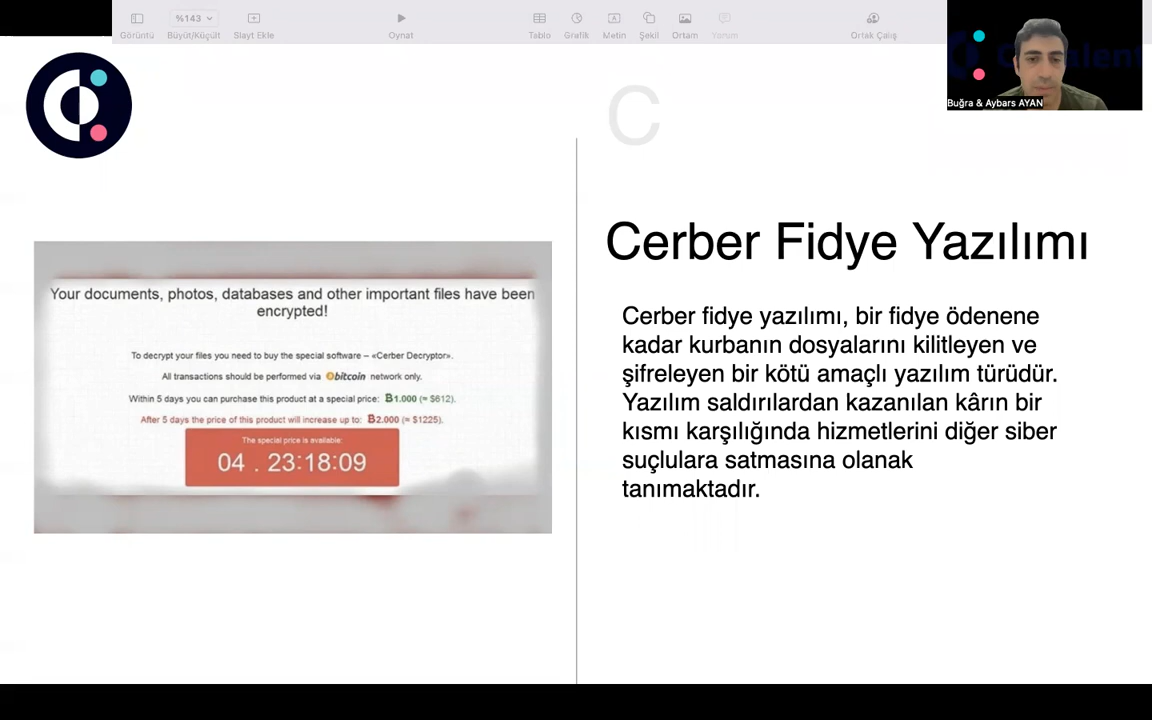 %143
Görüntü
Büyüt/Küçült
Slayt Ekle
Oynat
Tablo
Grafik
Metin
Şekil
Ortam
Yorum
Ortak Çalış
Buğra & Aybars AYAN
C
Cerber Fidye Yazılımı
Your documents, photos, databases and other important files have been
encrypted!
To decrypt your files you need to buy the special software – «Cerber Decryptor».
All transactions should be performed via bitcoin network only.
Within 5 days you can purchase this product at a special price: Ƀ1.000 (≈ $612).
After 5 days the price of this product will increase up to: Ƀ2.000 (≈ $1225).
The special price is available:
04 . 23:18:09
Cerber fidye yazılımı, bir fidye ödenene
kadar kurbanın dosyalarını kilitleyen ve
şifreleyen bir kötü amaçlı yazılım türüdür.
Yazılım saldırılardan kazanılan kârın bir
kısmı karşılığında hizmetlerini diğer siber
suçlulara satmasına olanak
tanımaktadır.